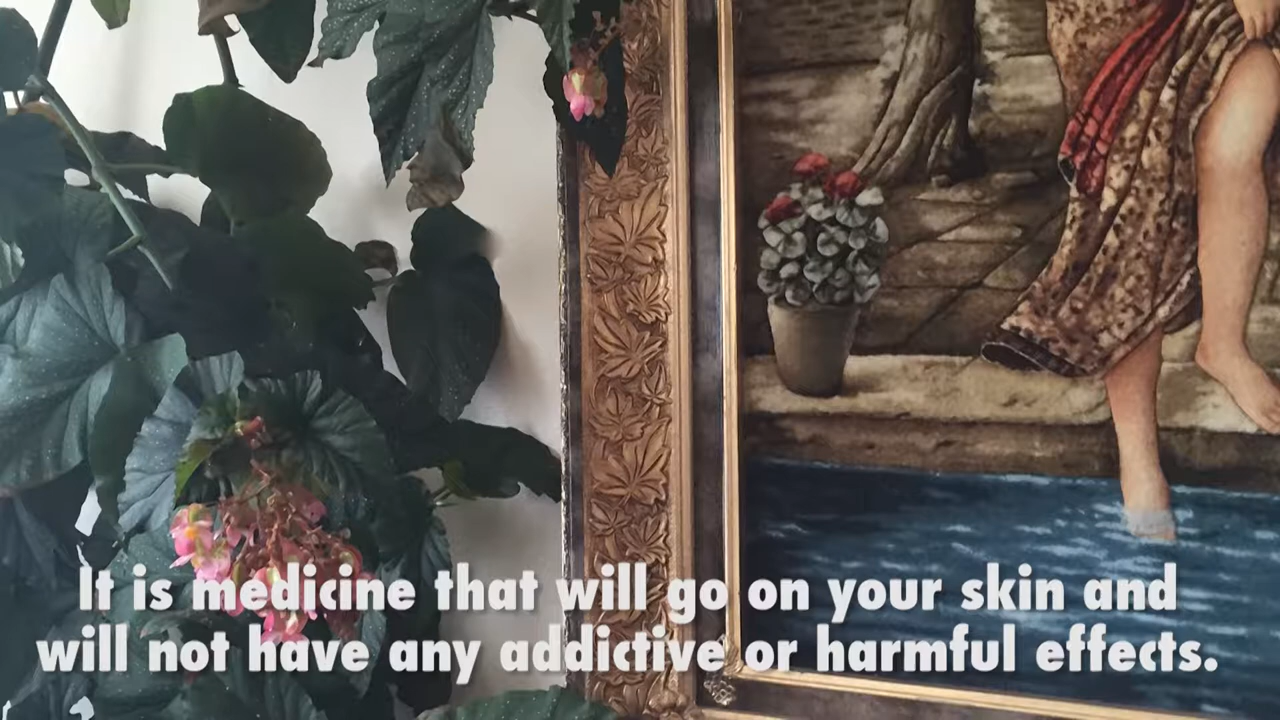 It is medicine that will go on your skin and
will not have any addictive or harmful effects.